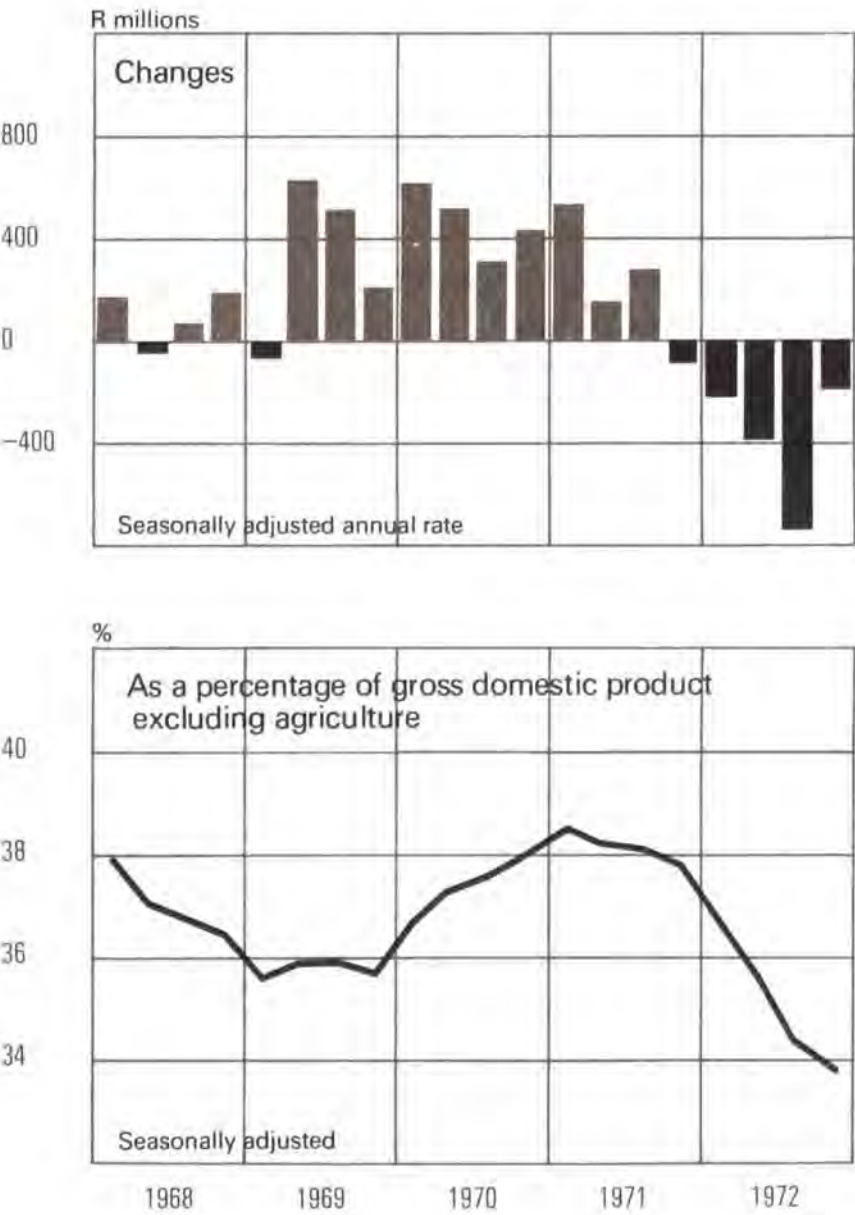 R millions
Changes
800
400
0
−400
Seasonally adjusted annual rate
%
As a percentage of gross domestic product
excluding agriculture
40
38
36
34
Seasonally adjusted
1968 1969 1970 1971 1972